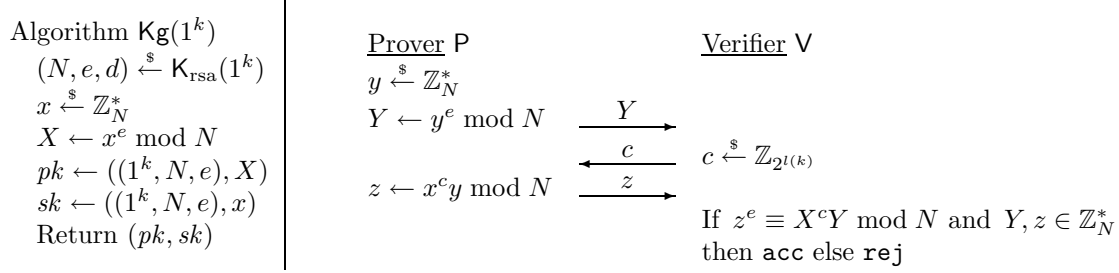 Algorithm Kg(1^k)
(N, e, d) ←$ K_rsa(1^k)
x ←$ ℤ*_N
X ← x^e mod N
pk ← ((1^k, N, e), X)
sk ← ((1^k, N, e), x)
Return (pk, sk)
Prover P Verifier V
y ←$ ℤ*_N
Y ← y^e mod N Y
c c ←$ ℤ_{2^{l(k)}}
z ← x^c y mod N z
If z^e ≡ X^c Y mod N and Y, z ∈ ℤ*_N
then acc else rej